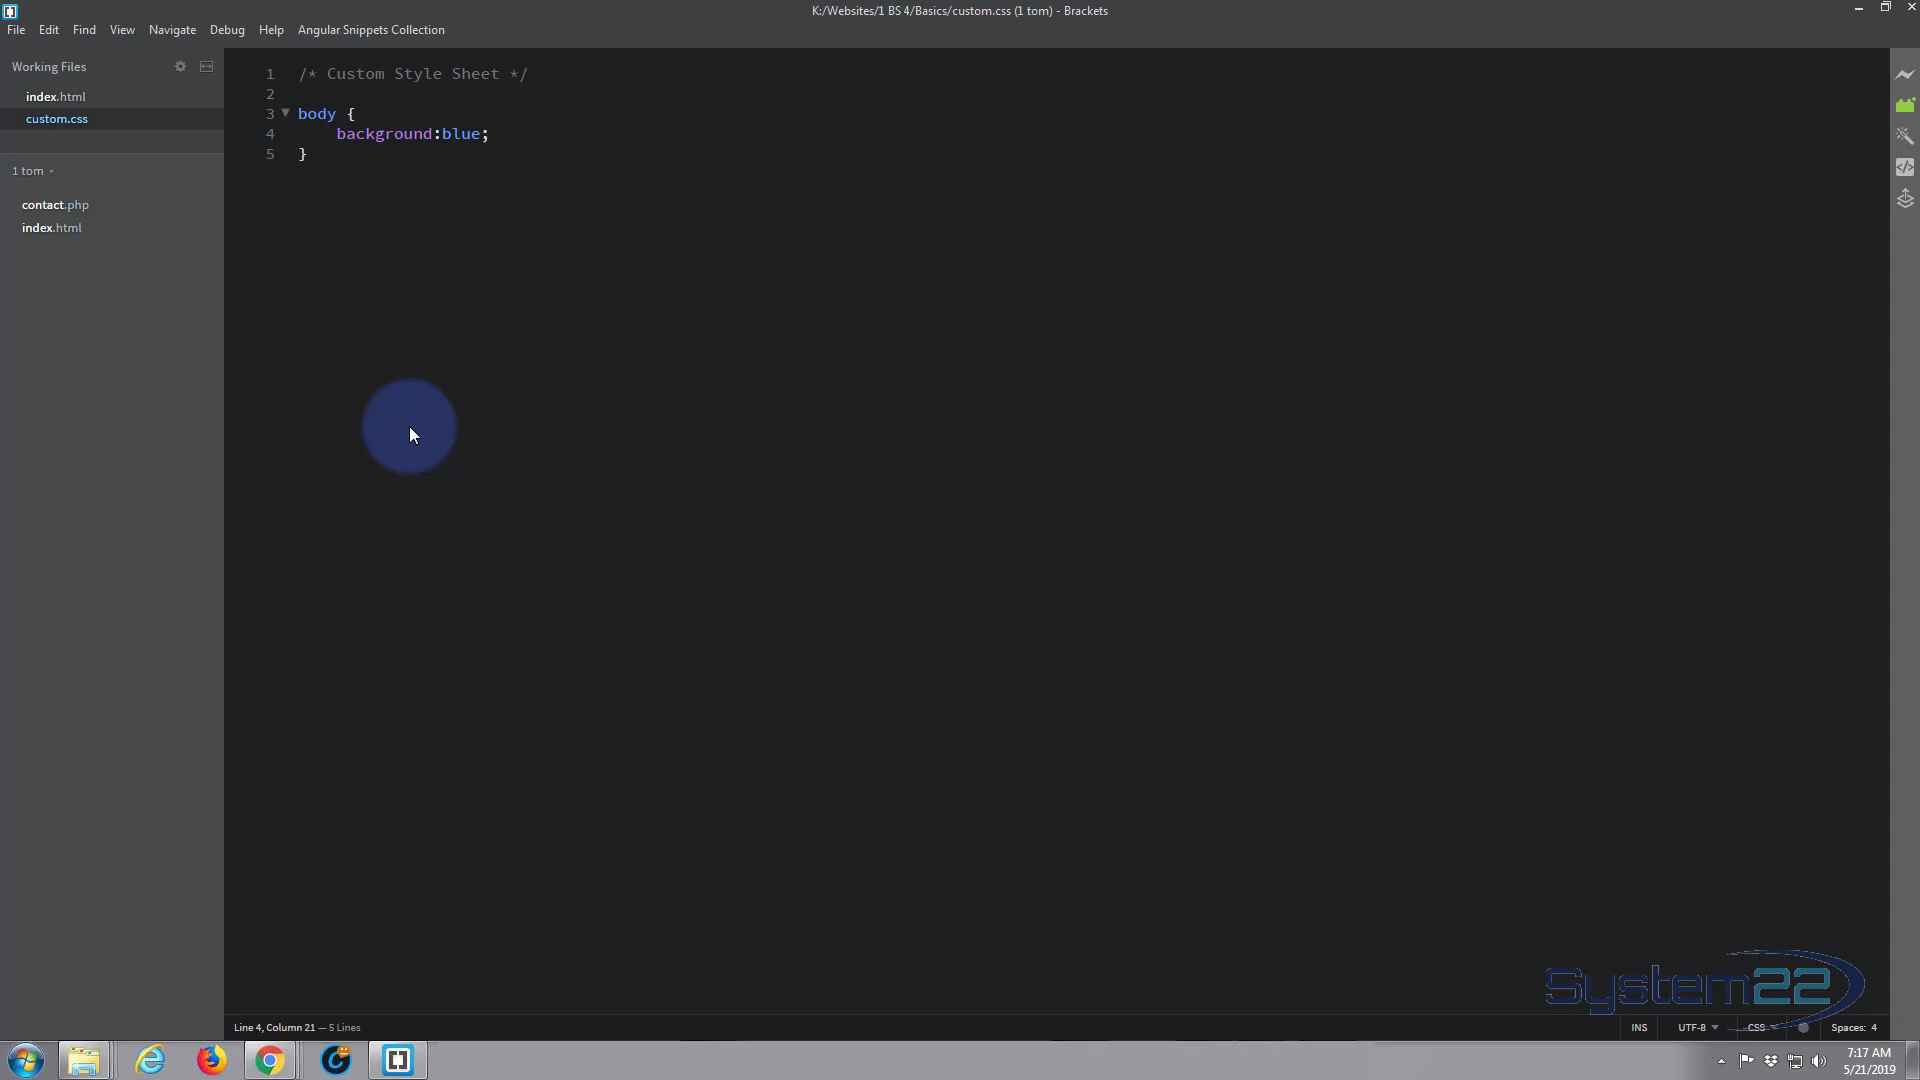 K:/Websites/1 BS 4/Basics/custom.css (1 tom) - Brackets
File Edit Find View Navigate Debug Help Angular Snippets Collection
Working Files
index.html
custom.css
1 tom
contact.php
index.html
1 /* Custom Style Sheet */
2
3 body {
4 background:blue;
5 }
System22
Line 4, Column 21 — 5 Lines
INS UTF-8 CSS Spaces: 4
7:17 AM
5/21/2019